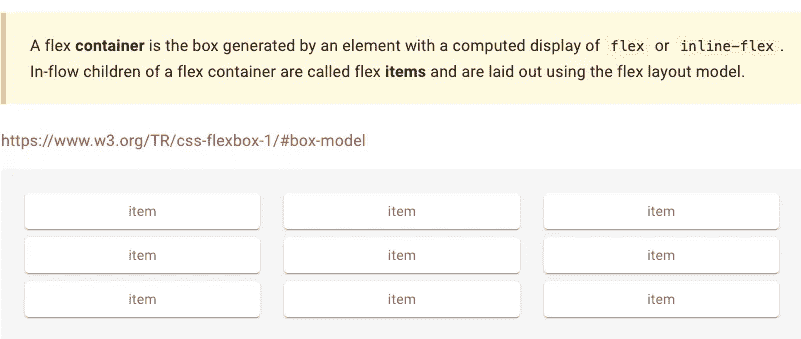 A flex container is the box generated by an element with a computed display of flex or inline-flex.
In-flow children of a flex container are called flex items and are laid out using the flex layout model.
https://www.w3.org/TR/css-flexbox-1/#box-model
item item item
item item item
item item item